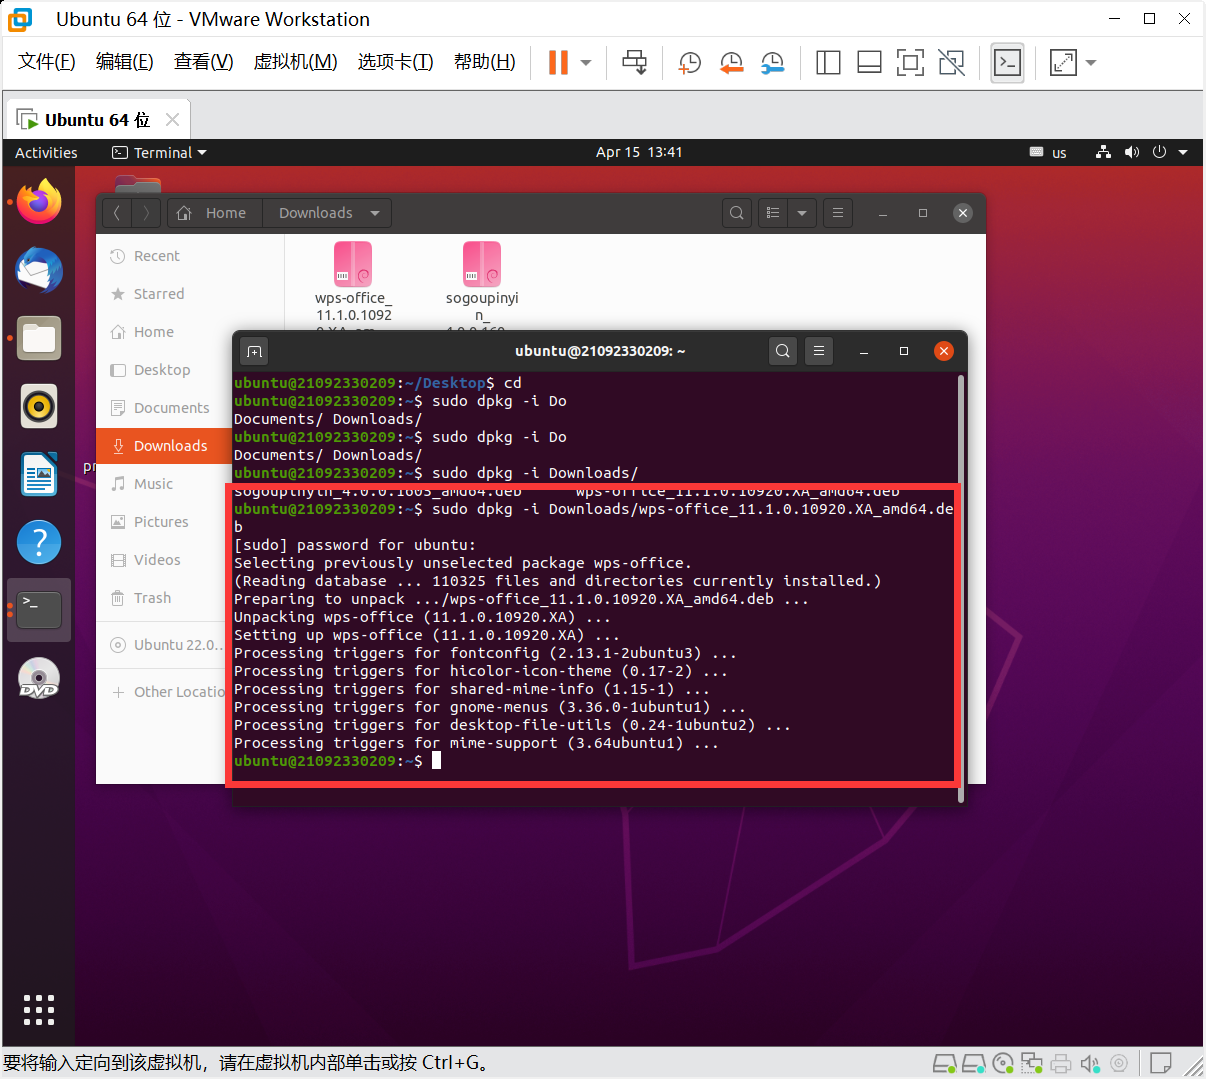 Ubuntu 64 位 - VMware Workstation
文件(F) 编辑(E) 查看(V) 虚拟机(M) 选项卡(T) 帮助(H)
Ubuntu 64 位
Activities Terminal Apr 15 13:41 us
Home Downloads
Recent
Starred
Home
Desktop
Documents
Downloads
Music
Pictures
Videos
Trash
Ubuntu 22.0...
Other Locatio
wps-office_
11.1.0.1092
sogoupinyi
n_
ubuntu@21092330209: ~
ubuntu@21092330209:~/Desktop$ cd
ubuntu@21092330209:~$ sudo dpkg -i Do
Documents/ Downloads/
ubuntu@21092330209:~$ sudo dpkg -i Do
Documents/ Downloads/
ubuntu@21092330209:~$ sudo dpkg -i Downloads/
sogoupinyin_4.0.0.1605_amd64.deb wps-office_11.1.0.10920.XA_amd64.deb
ubuntu@21092330209:~$ sudo dpkg -i Downloads/wps-office_11.1.0.10920.XA_amd64.de
b
[sudo] password for ubuntu:
Selecting previously unselected package wps-office.
(Reading database ... 110325 files and directories currently installed.)
Preparing to unpack .../wps-office_11.1.0.10920.XA_amd64.deb ...
Unpacking wps-office (11.1.0.10920.XA) ...
Setting up wps-office (11.1.0.10920.XA) ...
Processing triggers for fontconfig (2.13.1-2ubuntu3) ...
Processing triggers for hicolor-icon-theme (0.17-2) ...
Processing triggers for shared-mime-info (1.15-1) ...
Processing triggers for gnome-menus (3.36.0-1ubuntu1) ...
Processing triggers for desktop-file-utils (0.24-1ubuntu2) ...
Processing triggers for mime-support (3.64ubuntu1) ...
ubuntu@21092330209:~$
DVD
要将输入定向到该虚拟机，请在虚拟机内部单击或按 Ctrl+G。